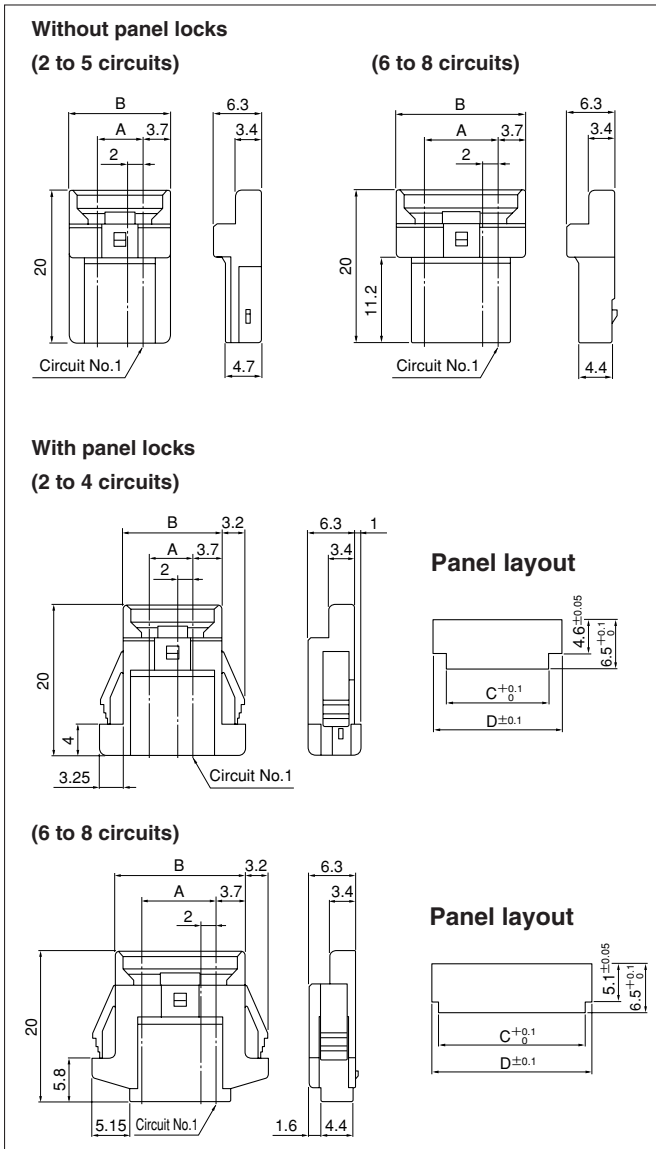 Without panel locks
(2 to 5 circuits)
(6 to 8 circuits)
B
A
3.7
2
6.3
3.4
20
Circuit No.1
4.7
B
A
3.7
2
6.3
3.4
20
11.2
Circuit No.1
4.4
With panel locks
(2 to 4 circuits)
B
3.2
A
3.7
2
6.3
1
3.4
20
4
3.25
Circuit No.1
Panel layout
4.6±0.05
6.5+0.1 0
C+0.1 0
D±0.1
(6 to 8 circuits)
B
3.2
A
3.7
2
6.3
3.4
20
5.8
5.15
Circuit No.1
1.6
4.4
Panel layout
5.1±0.05
6.5+0.1 0
C+0.1 0
D±0.1